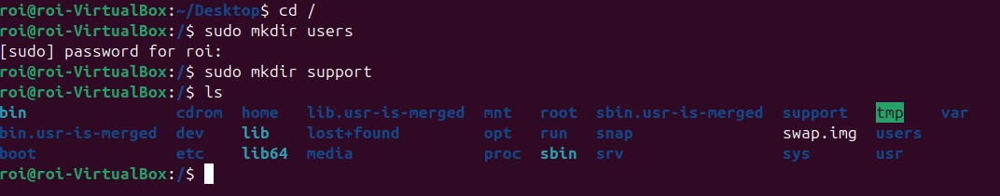 roi@roi-VirtualBox:~/Desktop$ cd /
roi@roi-VirtualBox:/$ sudo mkdir users
[sudo] password for roi:
roi@roi-VirtualBox:/$ sudo mkdir support
roi@roi-VirtualBox:/$ ls
bin cdrom home lib.usr-is-merged mnt root sbin.usr-is-merged support tmp var
bin.usr-is-merged dev lib lost+found opt run snap swap.img users
boot etc lib64 media proc sbin srv sys usr
roi@roi-VirtualBox:/$